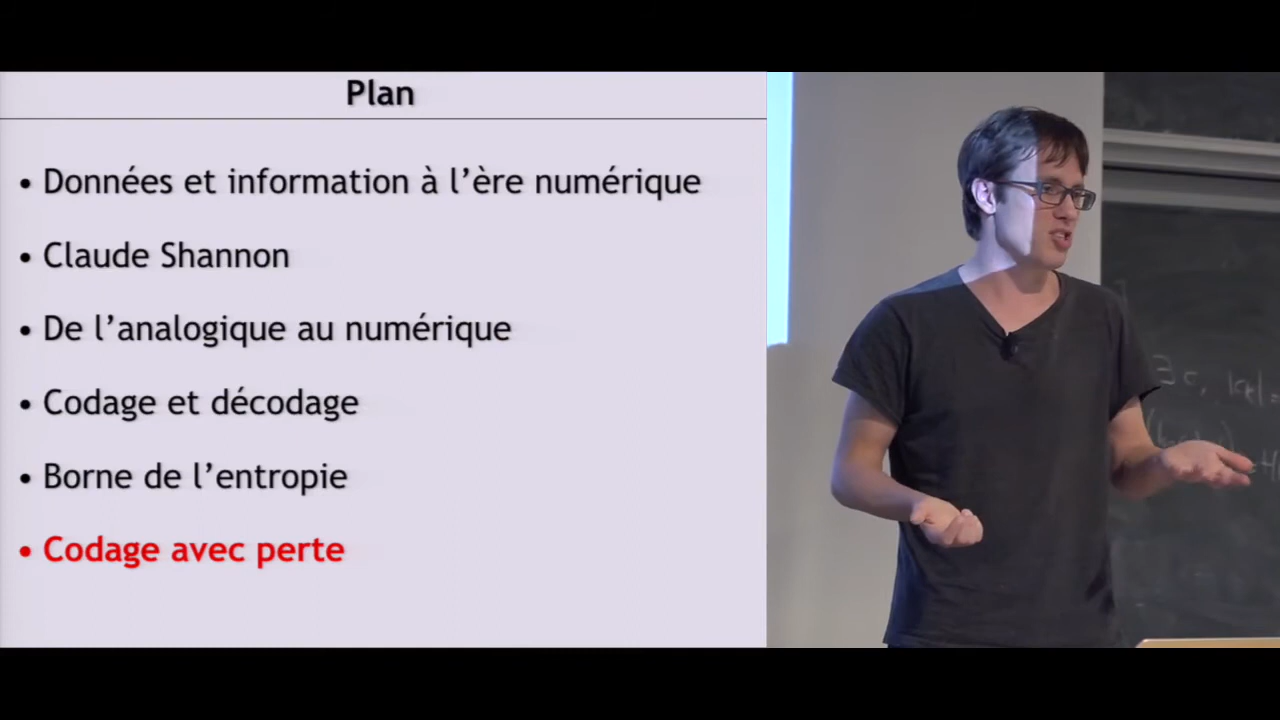 Plan
• Données et information à l’ère numérique
• Claude Shannon
• De l’analogique au numérique
• Codage et décodage
• Borne de l’entropie
• Codage avec perte